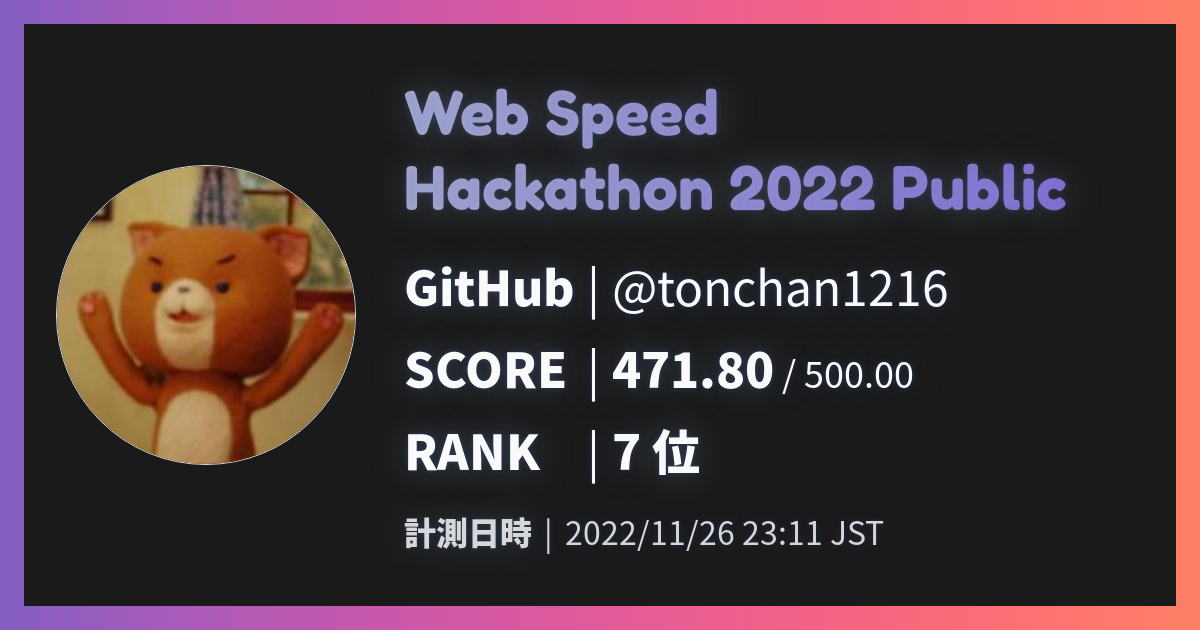 Web Speed
Hackathon 2022 Public
GitHub | @tonchan1216
SCORE | 471.80 / 500.00
RANK | 7 位
計測日時 | 2022/11/26 23:11 JST